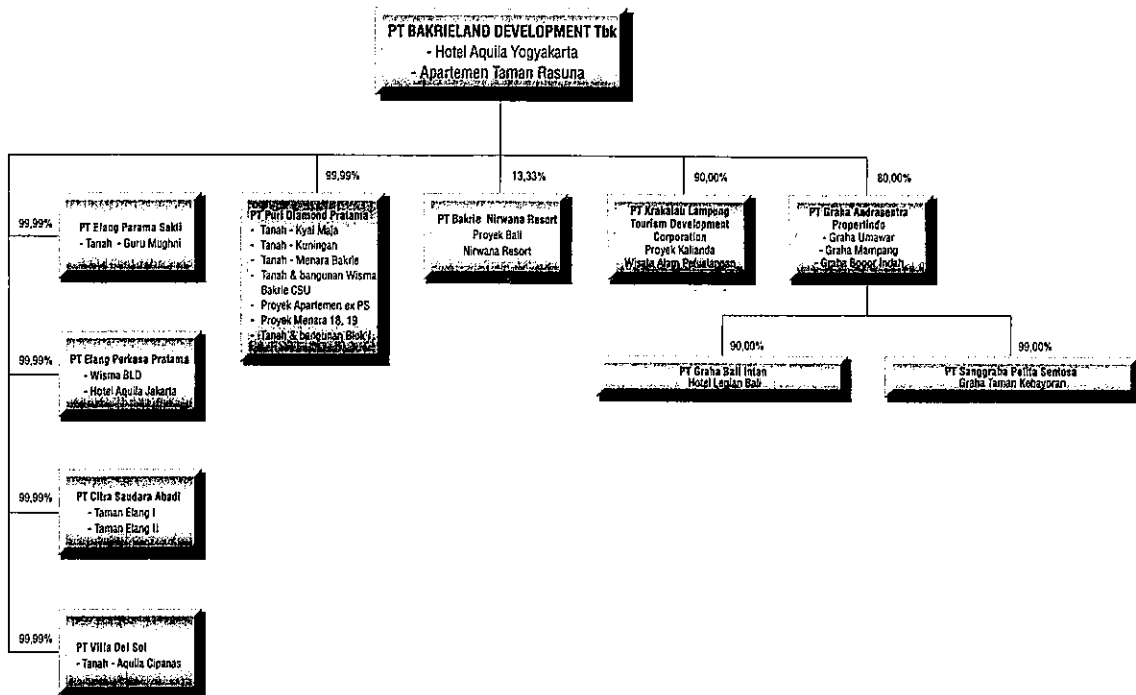 PT BAKRIELAND DEVELOPMENT Tbk
- Hotel Aquila Yogyakarta
- Apartemen Taman Rasuna
99,99%
PT Elang Parama Sakti
- Tanah - Guru Mughni
99,99%
PT Puri Diamond Pratama
- Tanah - Kyai Maja
- Tanah - Kuningan
- Tanah - Menara Bakrie
- Tanah & bangunan Wisma
Bakrie CSU
- Proyek Apartemen ex PS
- Proyek Menara 18, 19
- Tanah & bangunan Blok I
13,33%
PT Bakrie Nirwana Resort
Proyek Bali
Nirwana Resort
90,00%
PT Krakatau Lampung
Tourism Development
Corporation
Proyek Kalianda
Wisata Alam Petualangan
80,00%
PT Graha Andrasentra
Propertindo
- Graha Umawar
- Graha Mampang
- Graha Bogor Indah
99,99%
PT Elang Perkasa Pratama
- Wisma BLD
- Hotel Aquila Jakarta
90,00%
PT Graha Bali Intan
Hotel Legian Bali
99,00%
PT Sanggraha Pelita Sentosa
Graha Taman Kebayoran
99,99%
PT Citra Saudara Abadi
- Taman Elang I
- Taman Elang II
99,99%
PT Villa Del Sol
- Tanah - Aquila Cipanas